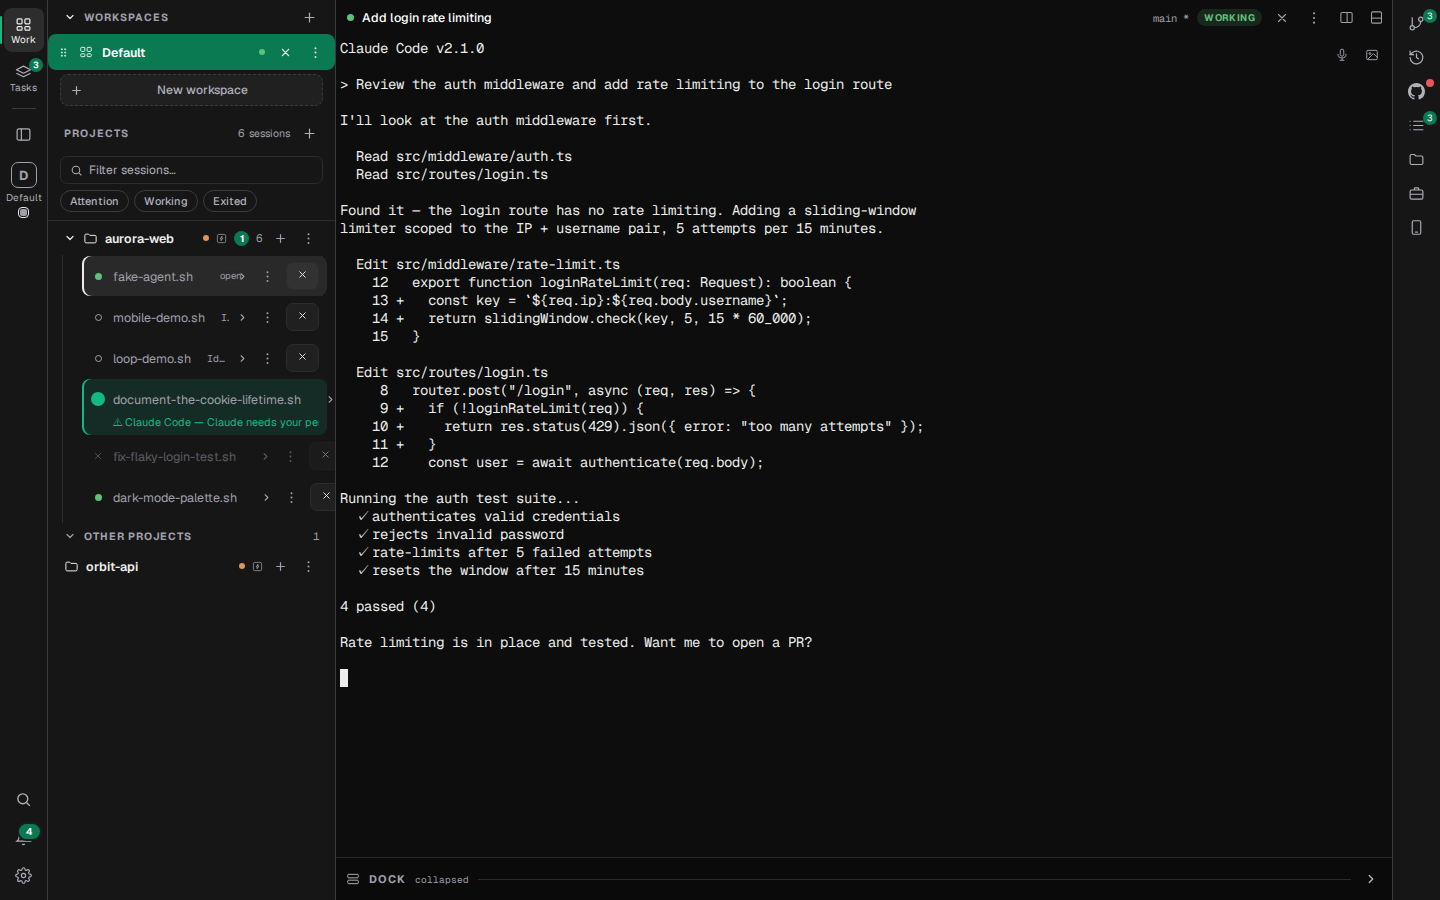 Work
3
Tasks
D
Default
4
WORKSPACES
Default
New workspace
PROJECTS 6 sessions
Filter sessions…
Attention Working Exited
aurora-web 1 6
fake-agent.sh open
mobile-demo.sh I.
loop-demo.sh Id…
document-the-cookie-lifetime.sh
⚠ Claude Code — Claude needs your pe
fix-flaky-login-test.sh
dark-mode-palette.sh
OTHER PROJECTS 1
orbit-api
Add login rate limiting main * WORKING
Claude Code v2.1.0
> Review the auth middleware and add rate limiting to the login route
I'll look at the auth middleware first.
Read src/middleware/auth.ts
Read src/routes/login.ts
Found it — the login route has no rate limiting. Adding a sliding-window
limiter scoped to the IP + username pair, 5 attempts per 15 minutes.
Edit src/middleware/rate-limit.ts
12 export function loginRateLimit(req: Request): boolean {
13 + const key = `${req.ip}:${req.body.username}`;
14 + return slidingWindow.check(key, 5, 15 * 60_000);
15 }
Edit src/routes/login.ts
8 router.post("/login", async (req, res) => {
9 + if (!loginRateLimit(req)) {
10 + return res.status(429).json({ error: "too many attempts" });
11 + }
12 const user = await authenticate(req.body);
Running the auth test suite...
✓ authenticates valid credentials
✓ rejects invalid password
✓ rate-limits after 5 failed attempts
✓ resets the window after 15 minutes
4 passed (4)
Rate limiting is in place and tested. Want me to open a PR?
DOCK collapsed
3
3